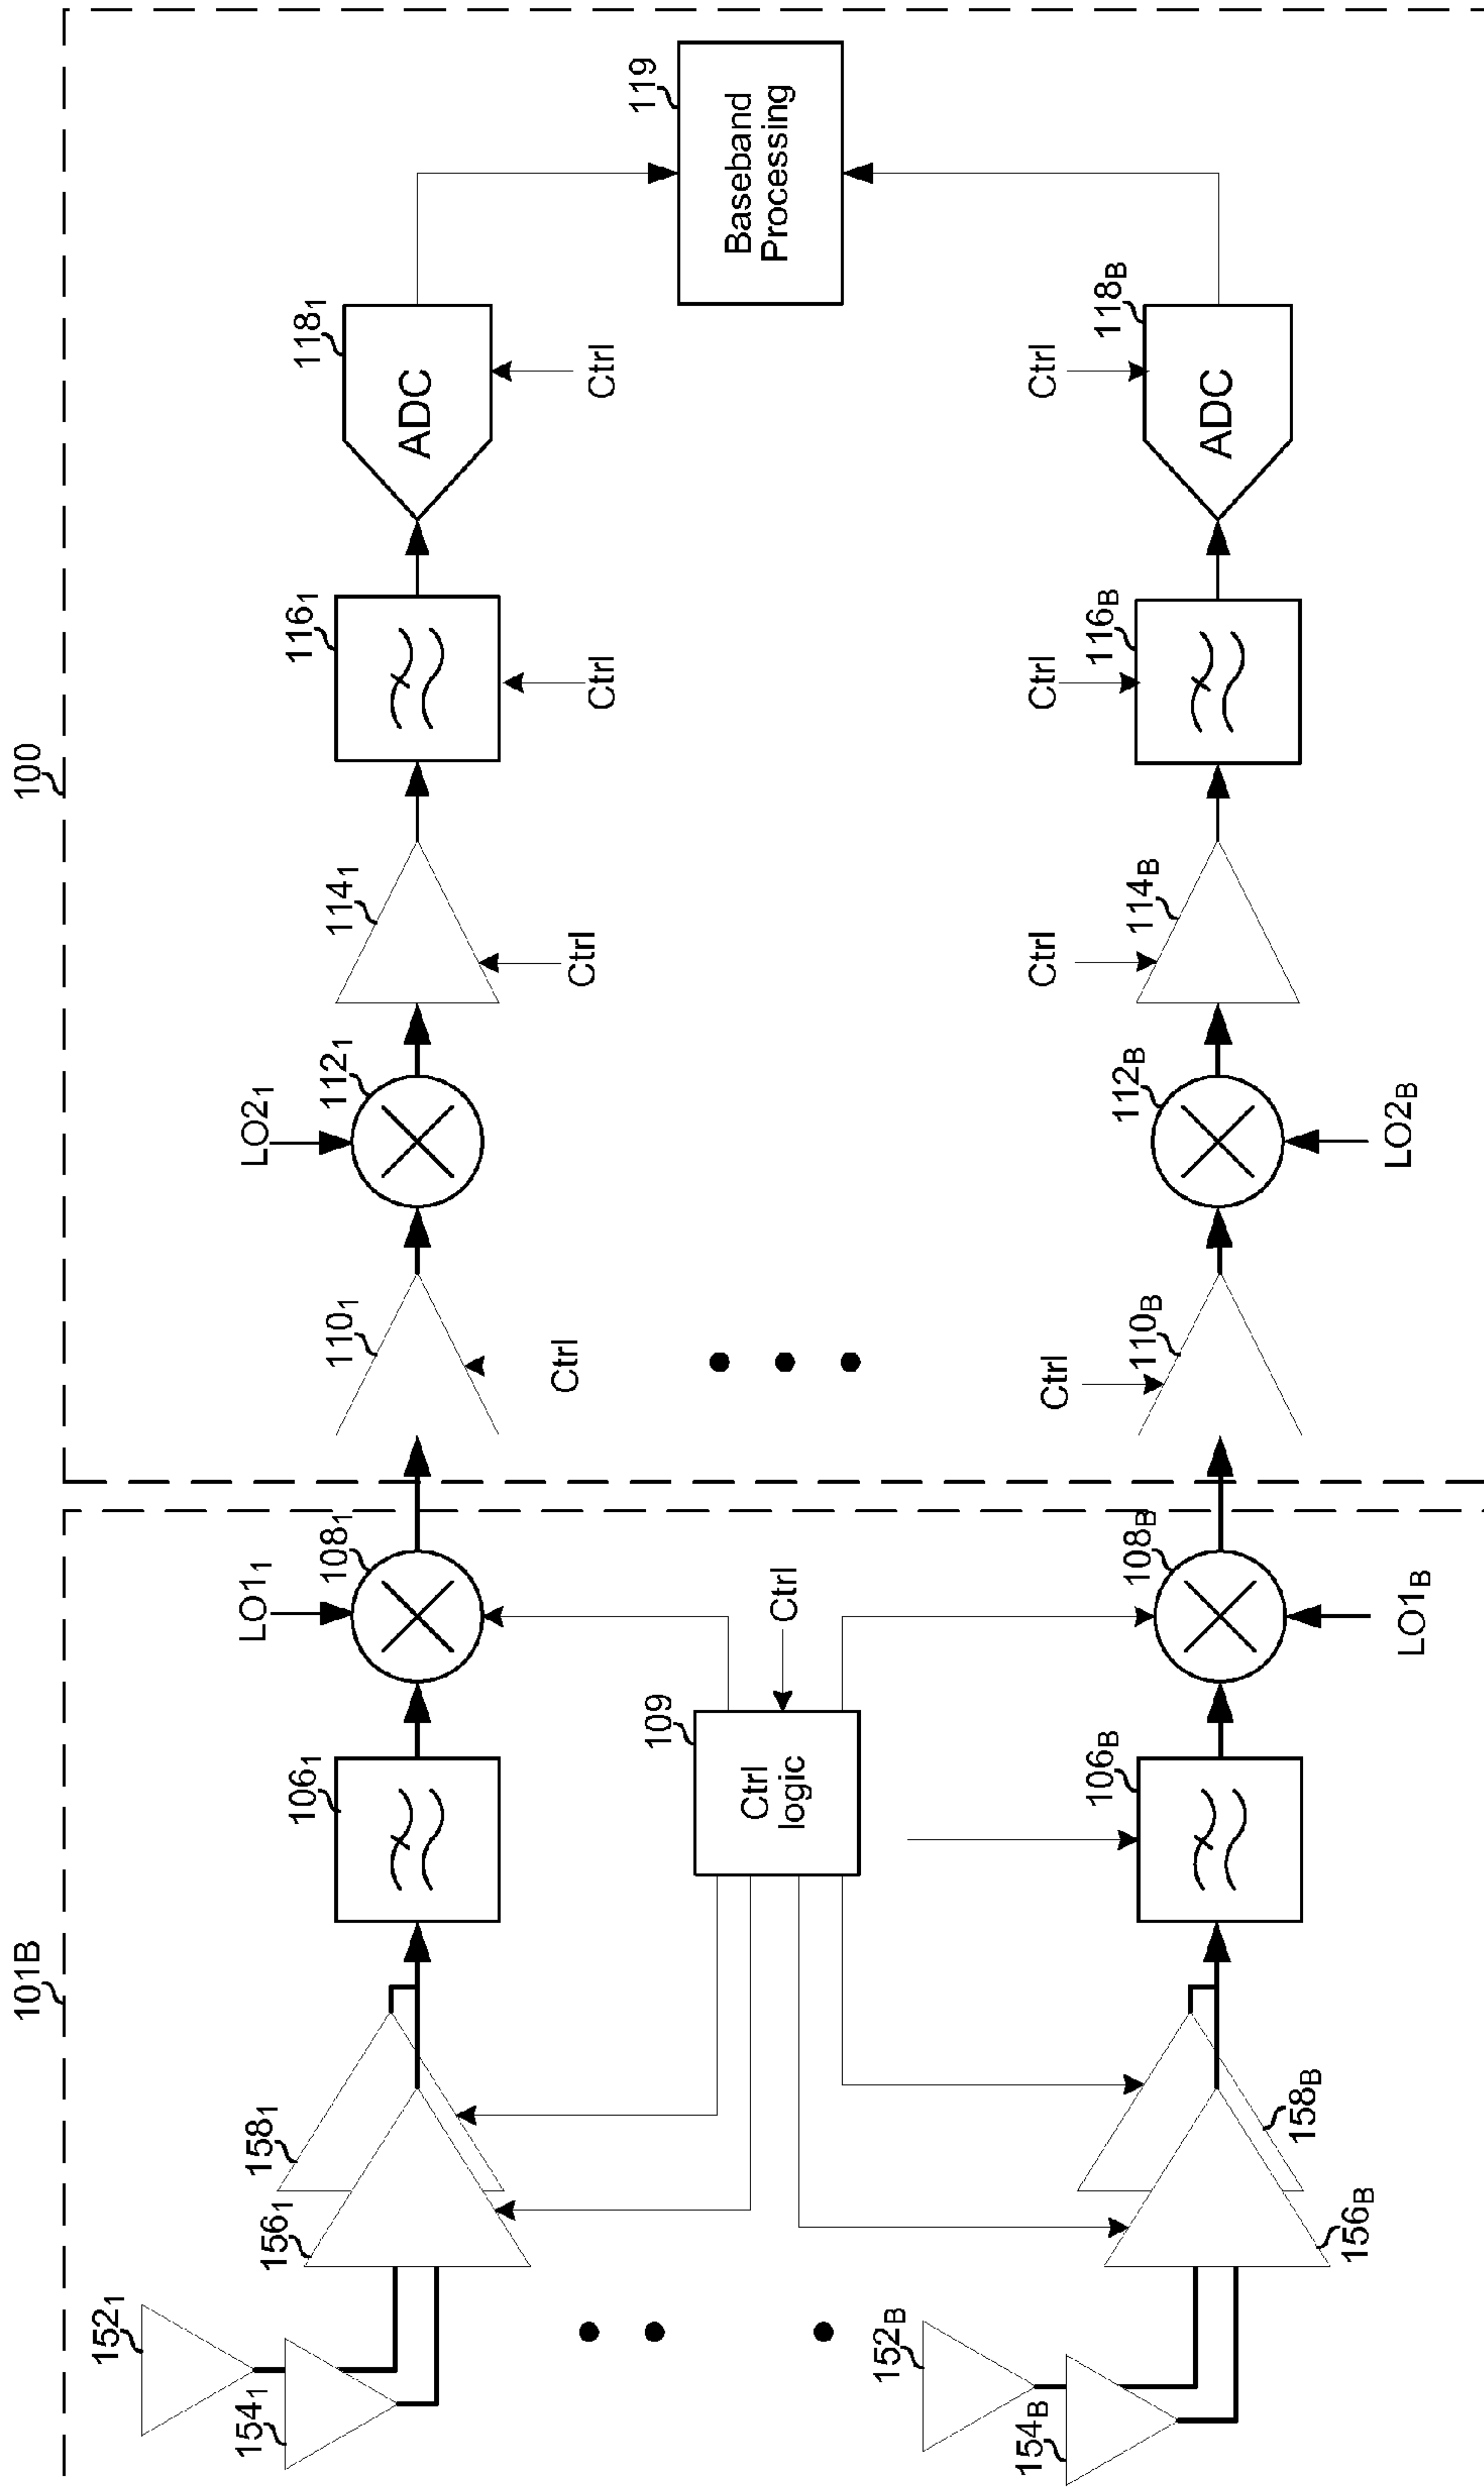 101B
100
152₁
154₁
156₁
158₁
106₁
LO1₁
108₁
110₁
Ctrl
LO2₁
112₁
114₁
Ctrl
116₁
Ctrl
118₁
ADC
Ctrl
109
Ctrl
logic
Ctrl
119
Baseband
Processing
152B
154B
156B
158B
106B
108B
LO1B
Ctrl
110B
112B
LO2B
Ctrl
114B
Ctrl
116B
Ctrl
118B
ADC